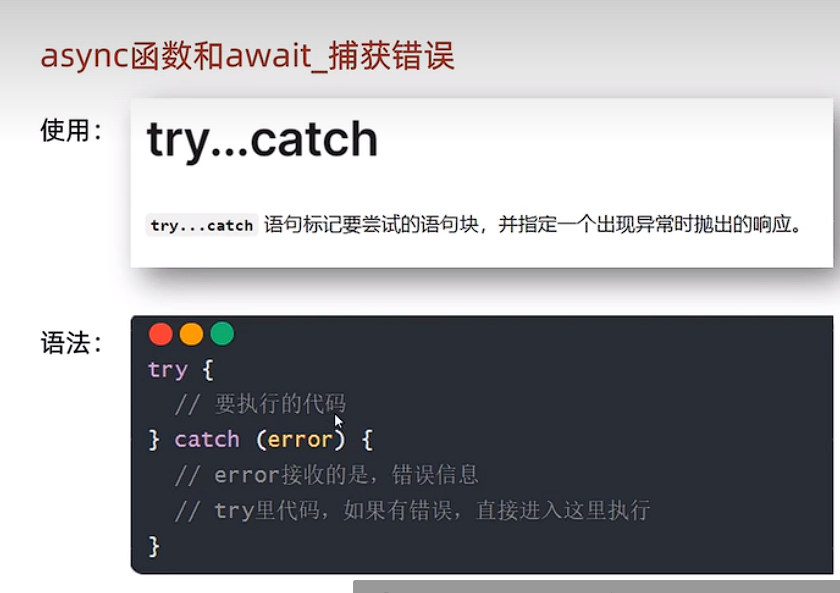 async函数和await_捕获错误
使用：
try...catch
try...catch 语句标记要尝试的语句块，并指定一个出现异常时抛出的响应。
语法：
try {
// 要执行的代码
} catch (error) {
// error接收的是，错误信息
// try里代码，如果有错误，直接进入这里执行
}